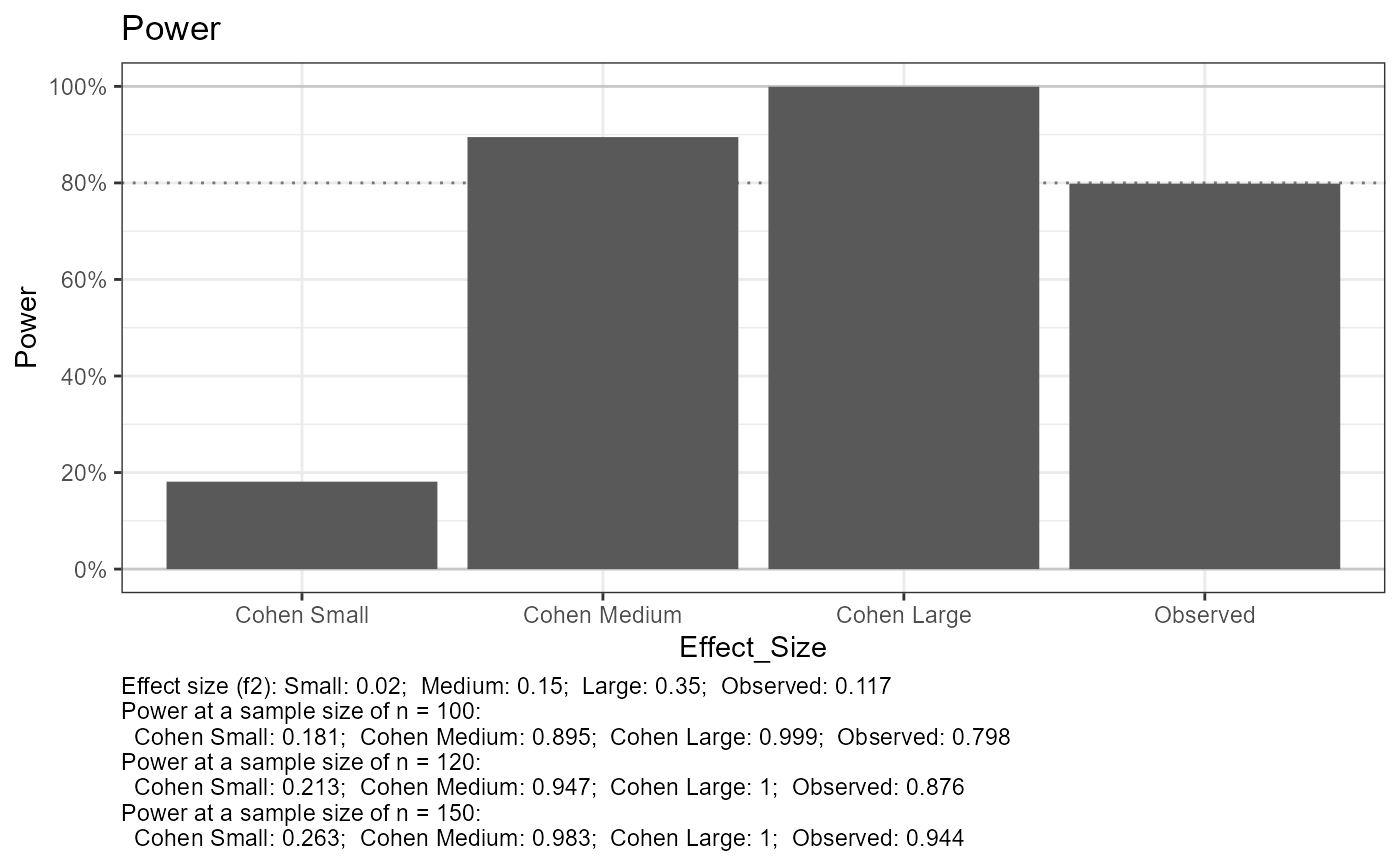 Power
100%
80%
60%
40%
20%
0%
Power
Cohen Small
Cohen Medium
Cohen Large
Observed
Effect_Size
Effect size (f2): Small: 0.02;  Medium: 0.15;  Large: 0.35;  Observed: 0.117
Power at a sample size of n = 100:
  Cohen Small: 0.181;  Cohen Medium: 0.895;  Cohen Large: 0.999;  Observed: 0.798
Power at a sample size of n = 120:
  Cohen Small: 0.213;  Cohen Medium: 0.947;  Cohen Large: 1;  Observed: 0.876
Power at a sample size of n = 150:
  Cohen Small: 0.263;  Cohen Medium: 0.983;  Cohen Large: 1;  Observed: 0.944